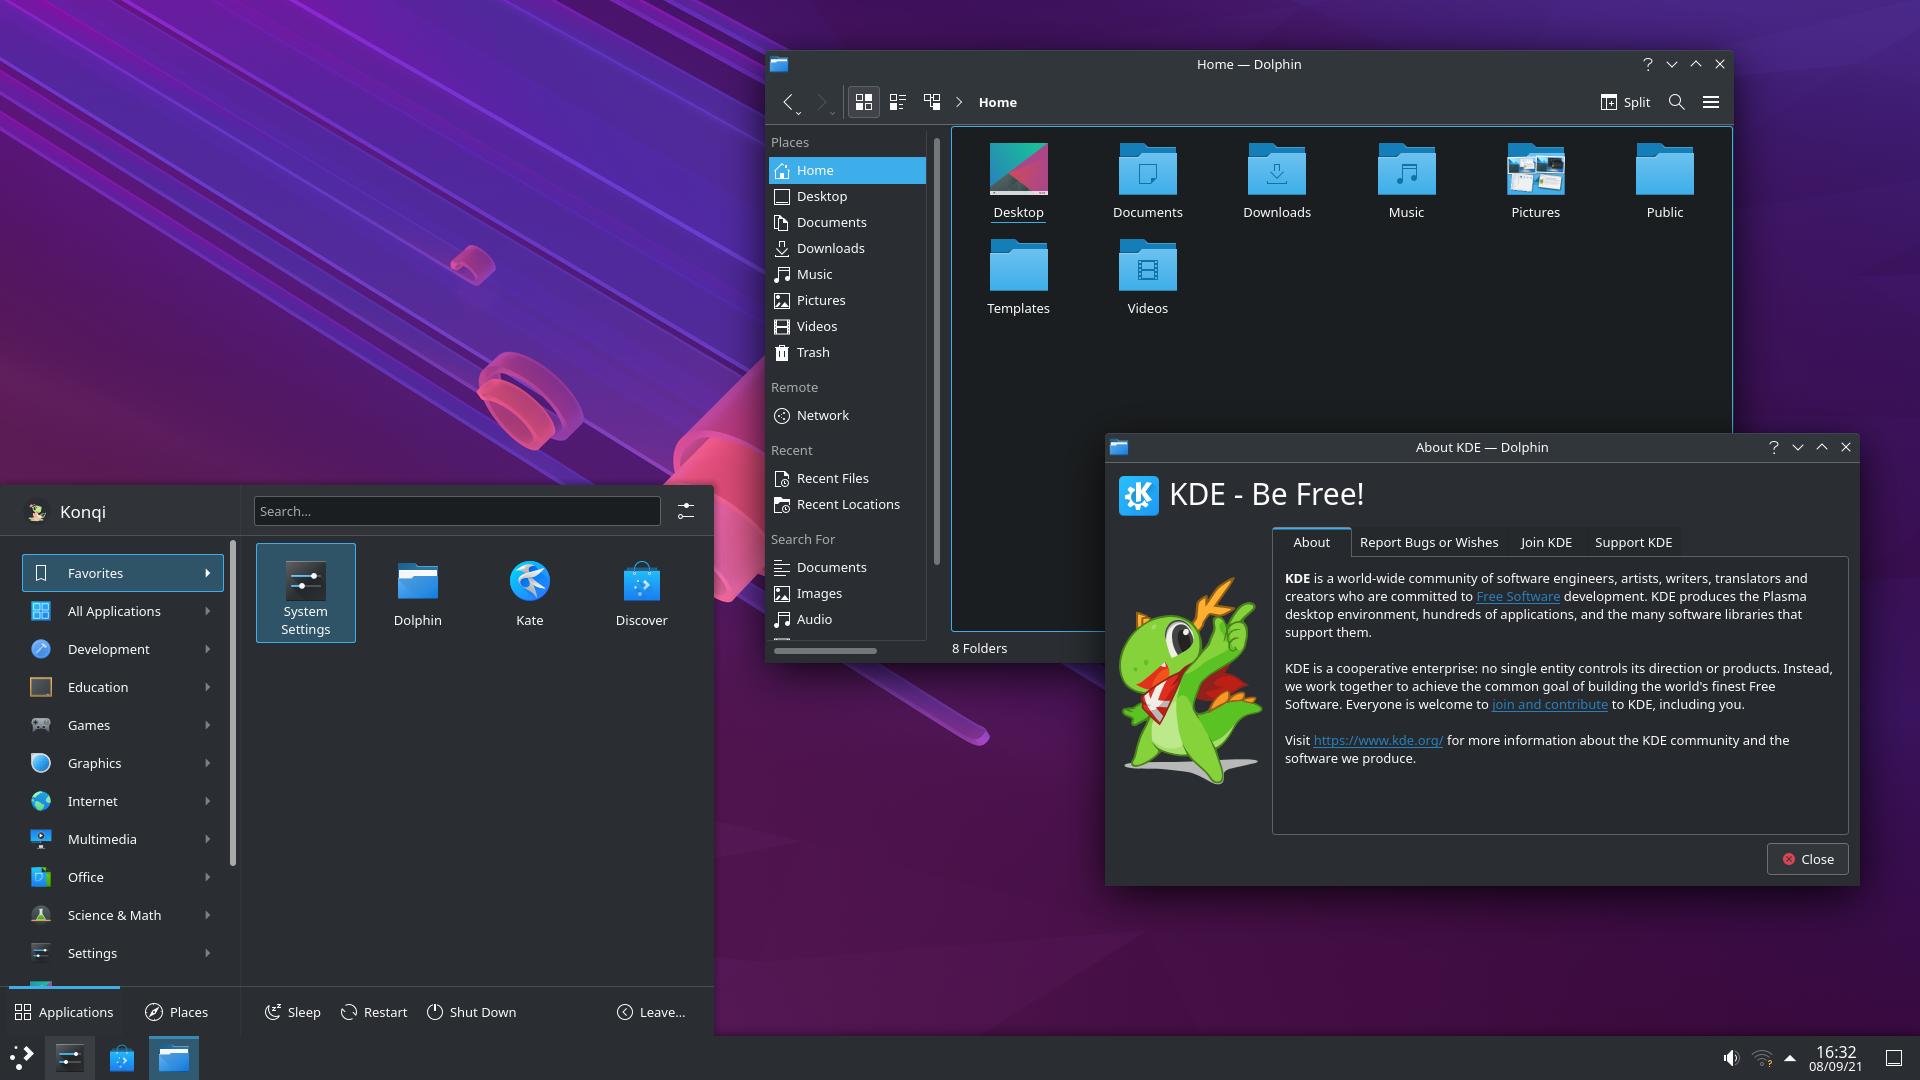 Home — Dolphin
Home
Split
Places
Home
Desktop
Documents
Downloads
Music
Pictures
Videos
Trash
Remote
Network
Recent
Recent Files
Recent Locations
Search For
Documents
Images
Audio
Desktop
Documents
Downloads
Music
Pictures
Public
Templates
Videos
8 Folders
About KDE — Dolphin
KDE - Be Free!
About
Report Bugs or Wishes
Join KDE
Support KDE
KDE is a world-wide community of software engineers, artists, writers, translators and
creators who are committed to Free Software development. KDE produces the Plasma
desktop environment, hundreds of applications, and the many software libraries that
support them.
KDE is a cooperative enterprise: no single entity controls its direction or products. Instead,
we work together to achieve the common goal of building the world's finest Free
Software. Everyone is welcome to join and contribute to KDE, including you.
Visit https://www.kde.org/ for more information about the KDE community and the
software we produce.
Close
Konqi
Search...
Favorites
All Applications
Development
Education
Games
Graphics
Internet
Multimedia
Office
Science & Math
Settings
System
Settings
Dolphin
Kate
Discover
Applications
Places
Sleep
Restart
Shut Down
Leave...
16:32
08/09/21